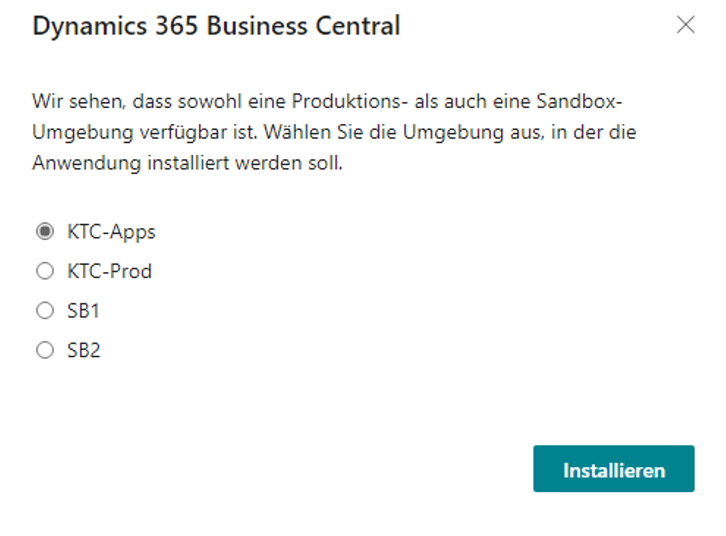 Dynamics 365 Business Central
Wir sehen, dass sowohl eine Produktions- als auch eine Sandbox-
Umgebung verfügbar ist. Wählen Sie die Umgebung aus, in der die
Anwendung installiert werden soll.
KTC-Apps
KTC-Prod
SB1
SB2
Installieren